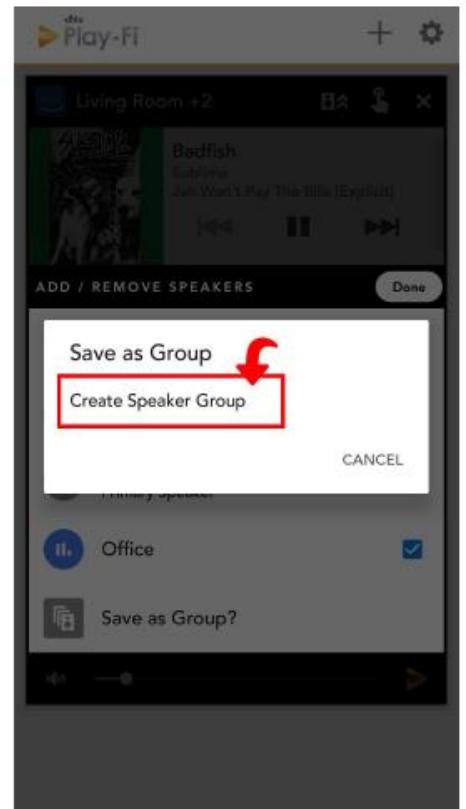 dts
Play-Fi
Living Room +2
Badfish
Sublime
Jah Won't Pay The Bills [Explicit]
ADD / REMOVE SPEAKERS
Done
Save as Group
Create Speaker Group
CANCEL
Primary Speaker
Office
Save as Group?